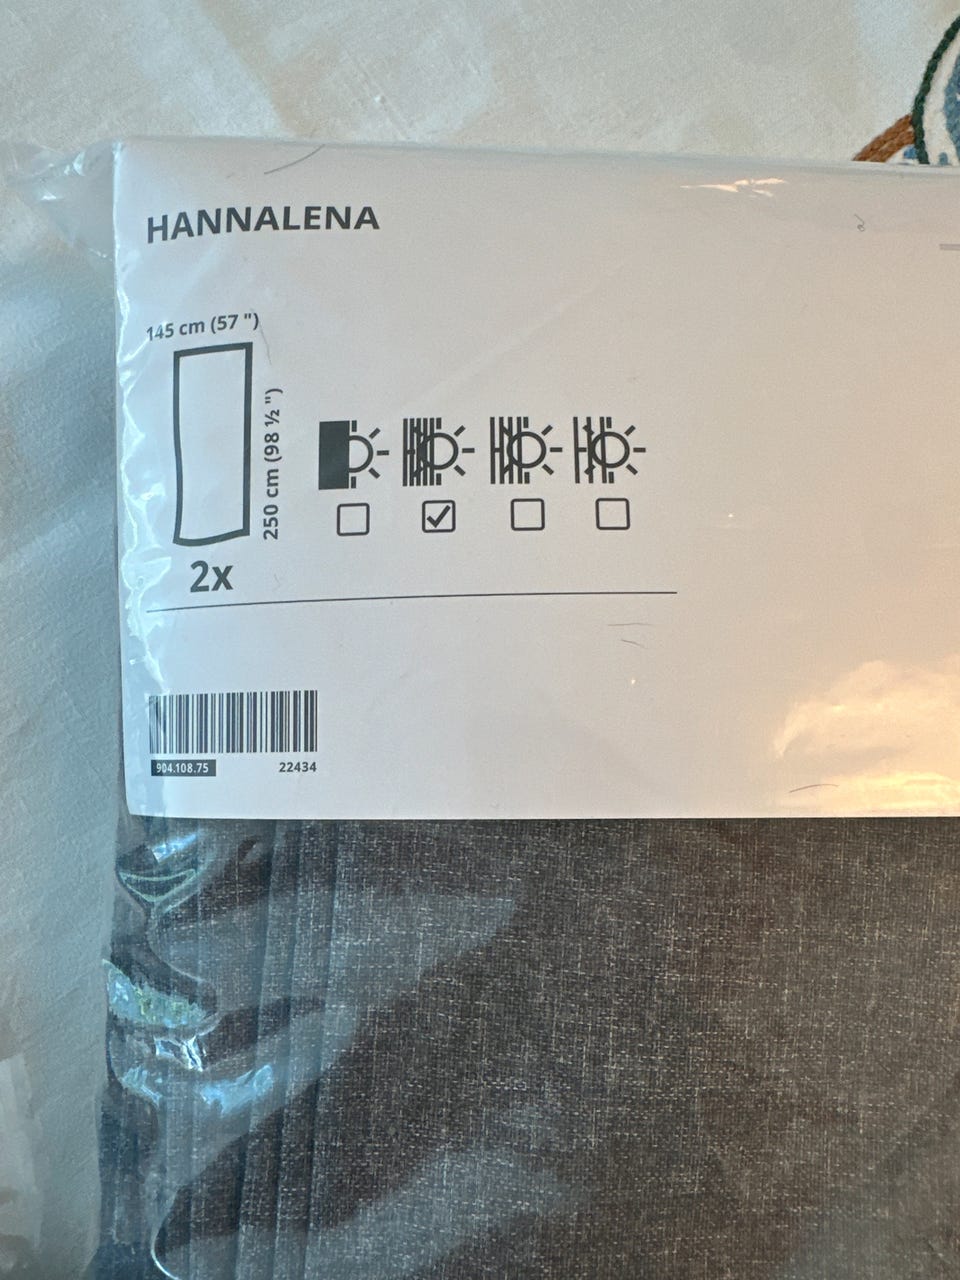 HANNALENA
145 cm (57 ")
250 cm (98 ½ ")
2x
904.108.75 22434